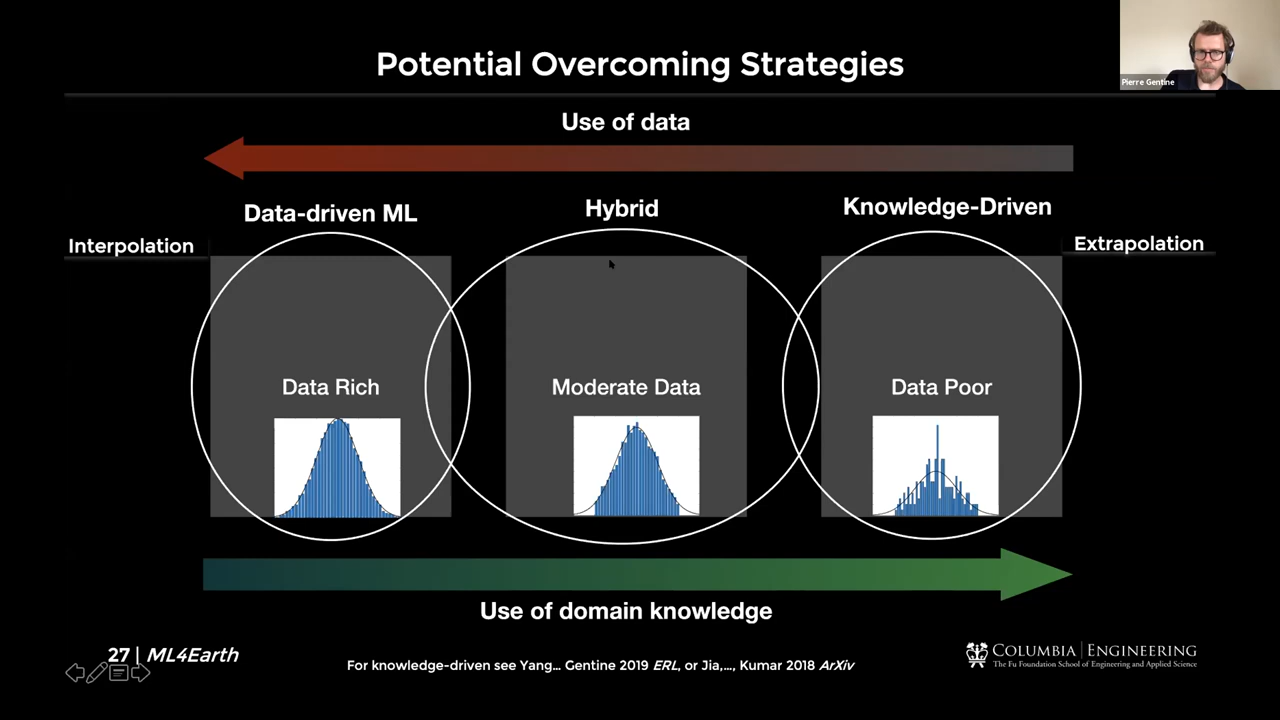 Potential Overcoming Strategies
Pierre Gentine
Use of data
Data-driven ML
Hybrid
Knowledge-Driven
Interpolation
Extrapolation
Data Rich
Moderate Data
Data Poor
Use of domain knowledge
27 | ML4Earth
For knowledge-driven see Yang... Gentine 2019 ERL, or Jia,..., Kumar 2018 ArXiv
COLUMBIA | ENGINEERING
The Fu Foundation School of Engineering and Applied Science